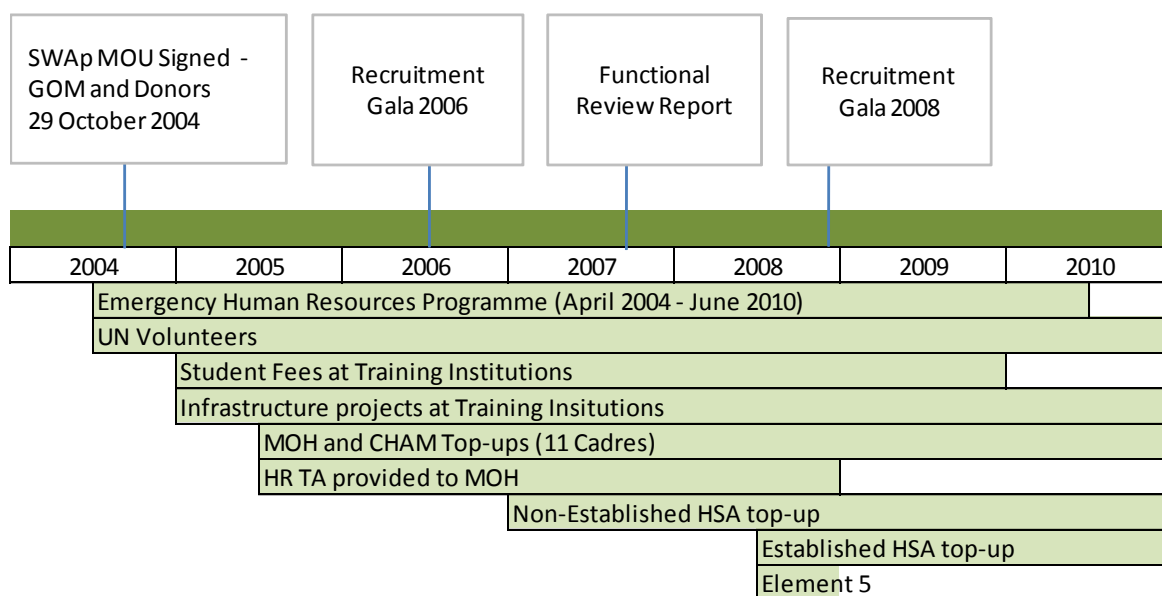 SWAp MOU Signed -
GOM and Donors
29 October 2004
Recruitment
Gala 2006
Functional
Review Report
Recruitment
Gala 2008
2004 2005 2006 2007 2008 2009 2010
Emergency Human Resources Programme (April 2004 - June 2010)
UN Volunteers
Student Fees at Training Institutions
Infrastructure projects at Training Insitutions
MOH and CHAM Top-ups (11 Cadres)
HR TA provided to MOH
Non-Established HSA top-up
Established HSA top-up
Element 5